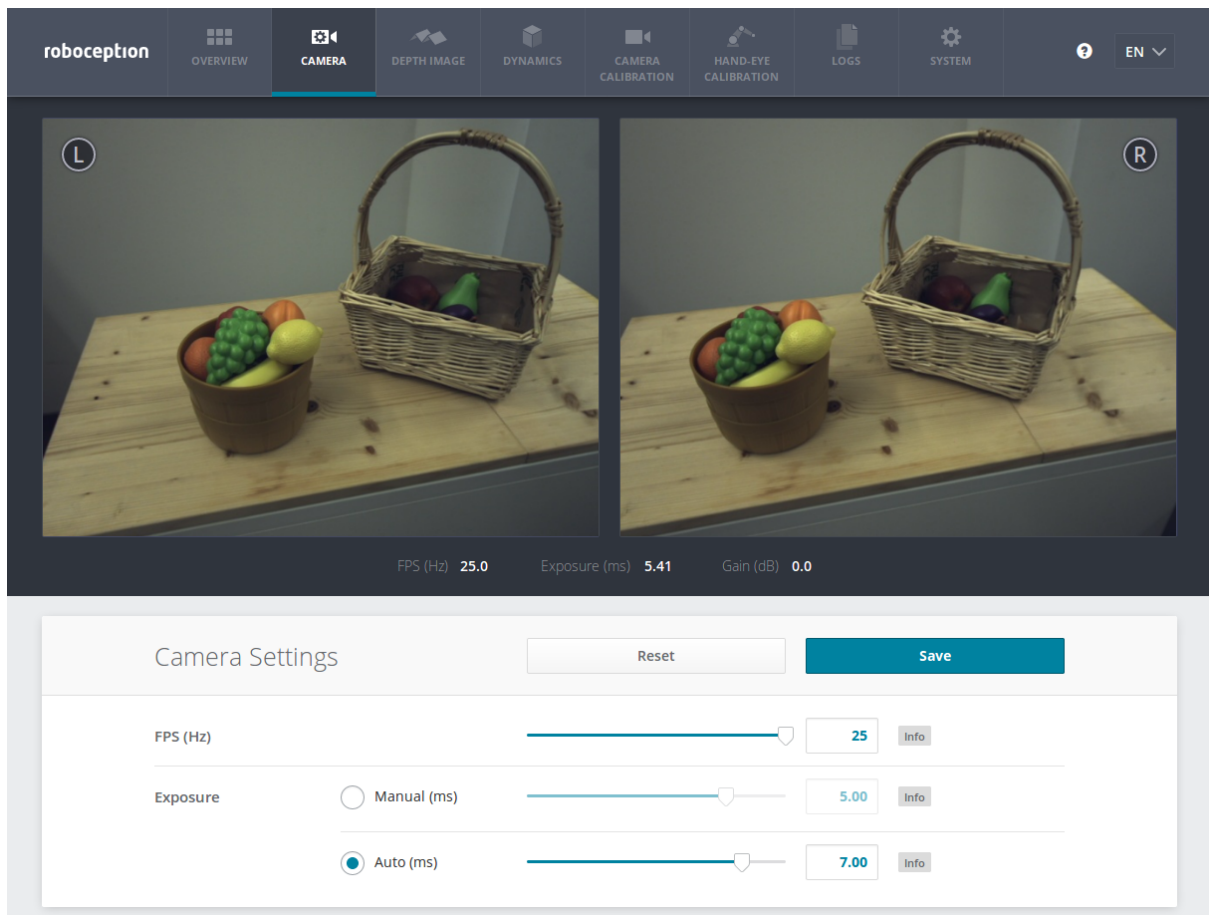 roboception
OVERVIEW
CAMERA
DEPTH IMAGE
DYNAMICS
CAMERA
CALIBRATION
HAND-EYE
CALIBRATION
LOGS
SYSTEM
?
EN
L
R
FPS (Hz) 25.0 Exposure (ms) 5.41 Gain (dB) 0.0
Camera Settings Reset Save
FPS (Hz) 25 Info
Exposure Manual (ms) 5.00 Info
Auto (ms) 7.00 Info